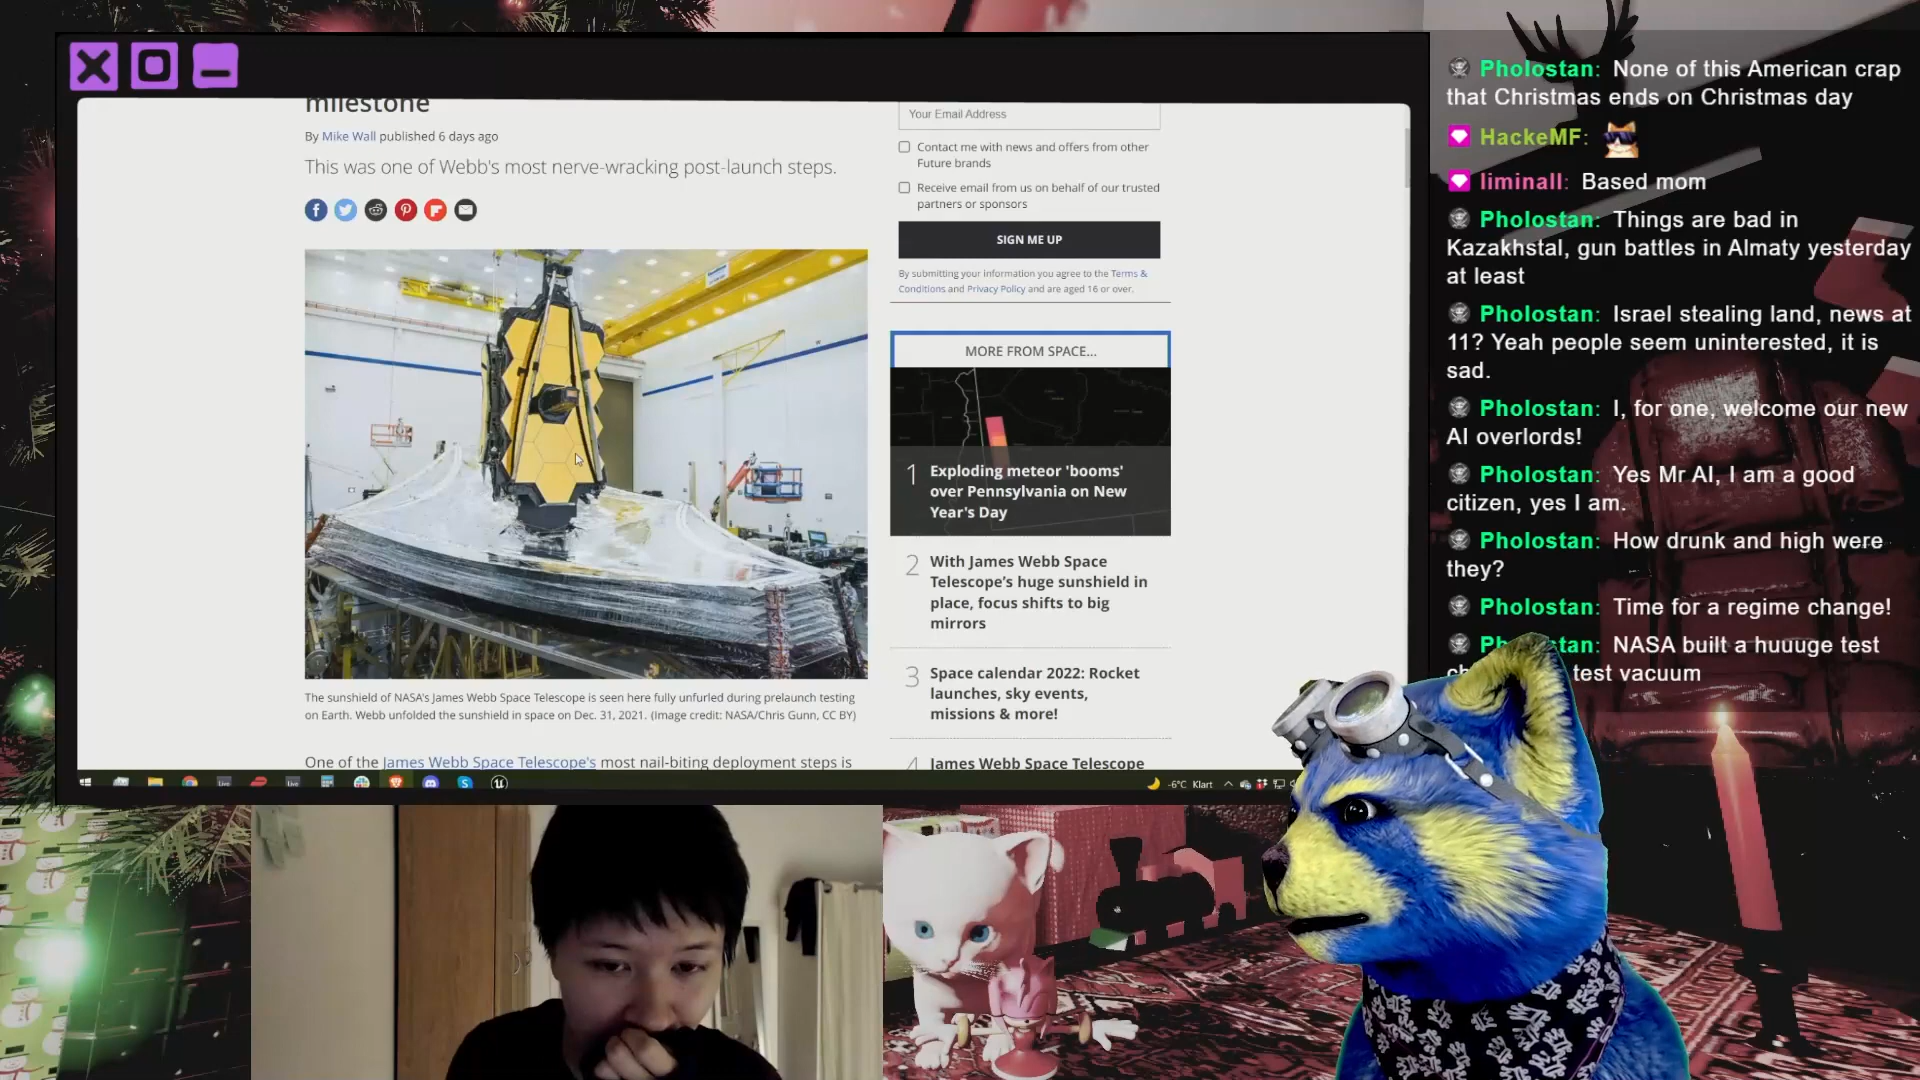 milestone
By Mike Wall published 6 days ago
This was one of Webb's most nerve-wracking post-launch steps.
The sunshield of NASA's James Webb Space Telescope is seen here fully unfurled during prelaunch testing
on Earth. Webb unfolded the sunshield in space on Dec. 31, 2021. (Image credit: NASA/Chris Gunn, CC BY)
One of the James Webb Space Telescope's most nail-biting deployment steps is
Your Email Address
Contact me with news and offers from other
Future brands
Receive email from us on behalf of our trusted
partners or sponsors
SIGN ME UP
By submitting your information you agree to the Terms &
Conditions and Privacy Policy and are aged 16 or over.
MORE FROM SPACE...
1 Exploding meteor 'booms'
over Pennsylvania on New
Year's Day
2 With James Webb Space
Telescope's huge sunshield in
place, focus shifts to big
mirrors
3 Space calendar 2022: Rocket
launches, sky events,
missions & more!
4 James Webb Space Telescope
-6°C Klart
Pholostan: None of this American crap
that Christmas ends on Christmas day
HackeMF:
liminall: Based mom
Pholostan: Things are bad in
Kazakhstal, gun battles in Almaty yesterday
at least
Pholostan: Israel stealing land, news at
11? Yeah people seem uninterested, it is
sad.
Pholostan: I, for one, welcome our new
AI overlords!
Pholostan: Yes Mr AI, I am a good
citizen, yes I am.
Pholostan: How drunk and high were
they?
Pholostan: Time for a regime change!
Ph stan: NASA built a huuuge test
ch test vacuum